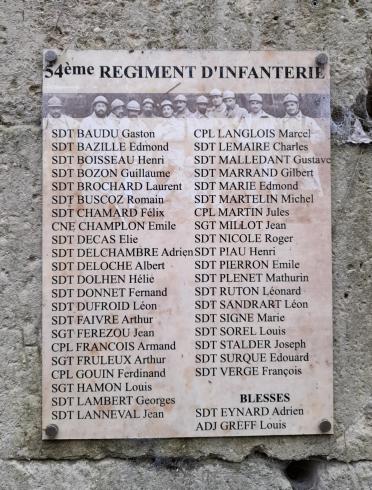 54ème REGIMENT D'INFANTERIE
SDT BAUDU Gaston
SDT BAZILLE Edmond
SDT BOISSEAU Henri
SDT BOZON Guillaume
SDT BROCHARD Laurent
SDT BUSCOZ Romain
SDT CHAMARD Félix
CNE CHAMPLON Emile
SDT DECAS Elie
SDT DELCHAMBRE Adrien
SDT DELOCHE Albert
SDT DOLHEN Hélie
SDT DONNET Fernand
SDT DUFROID Léon
SDT FAIVRE Arthur
SGT FEREZOU Jean
CPL FRANCOIS Armand
SGT FRULEUX Arthur
CPL GOUIN Ferdinand
SGT HAMON Louis
SDT LAMBERT Georges
SDT LANNEVAL Jean
CPL LANGLOIS Marcel
SDT LEMAIRE Charles
SDT MALLEDANT Gustave
SDT MARRAND Gilbert
SDT MARIE Edmond
SDT MARTELIN Michel
CPL MARTIN Jules
SGT MILLOT Jean
SDT NICOLE Roger
SDT PIAU Henri
SDT PIERRON Emile
SDT PLENET Mathurin
SDT RUTON Léonard
SDT SANDRART Léon
SDT SIGNE Marie
SDT SOREL Louis
SDT STALDER Joseph
SDT SURQUE Edouard
SDT VERGE François
BLESSES
SDT EYNARD Adrien
ADJ GREFF Louis